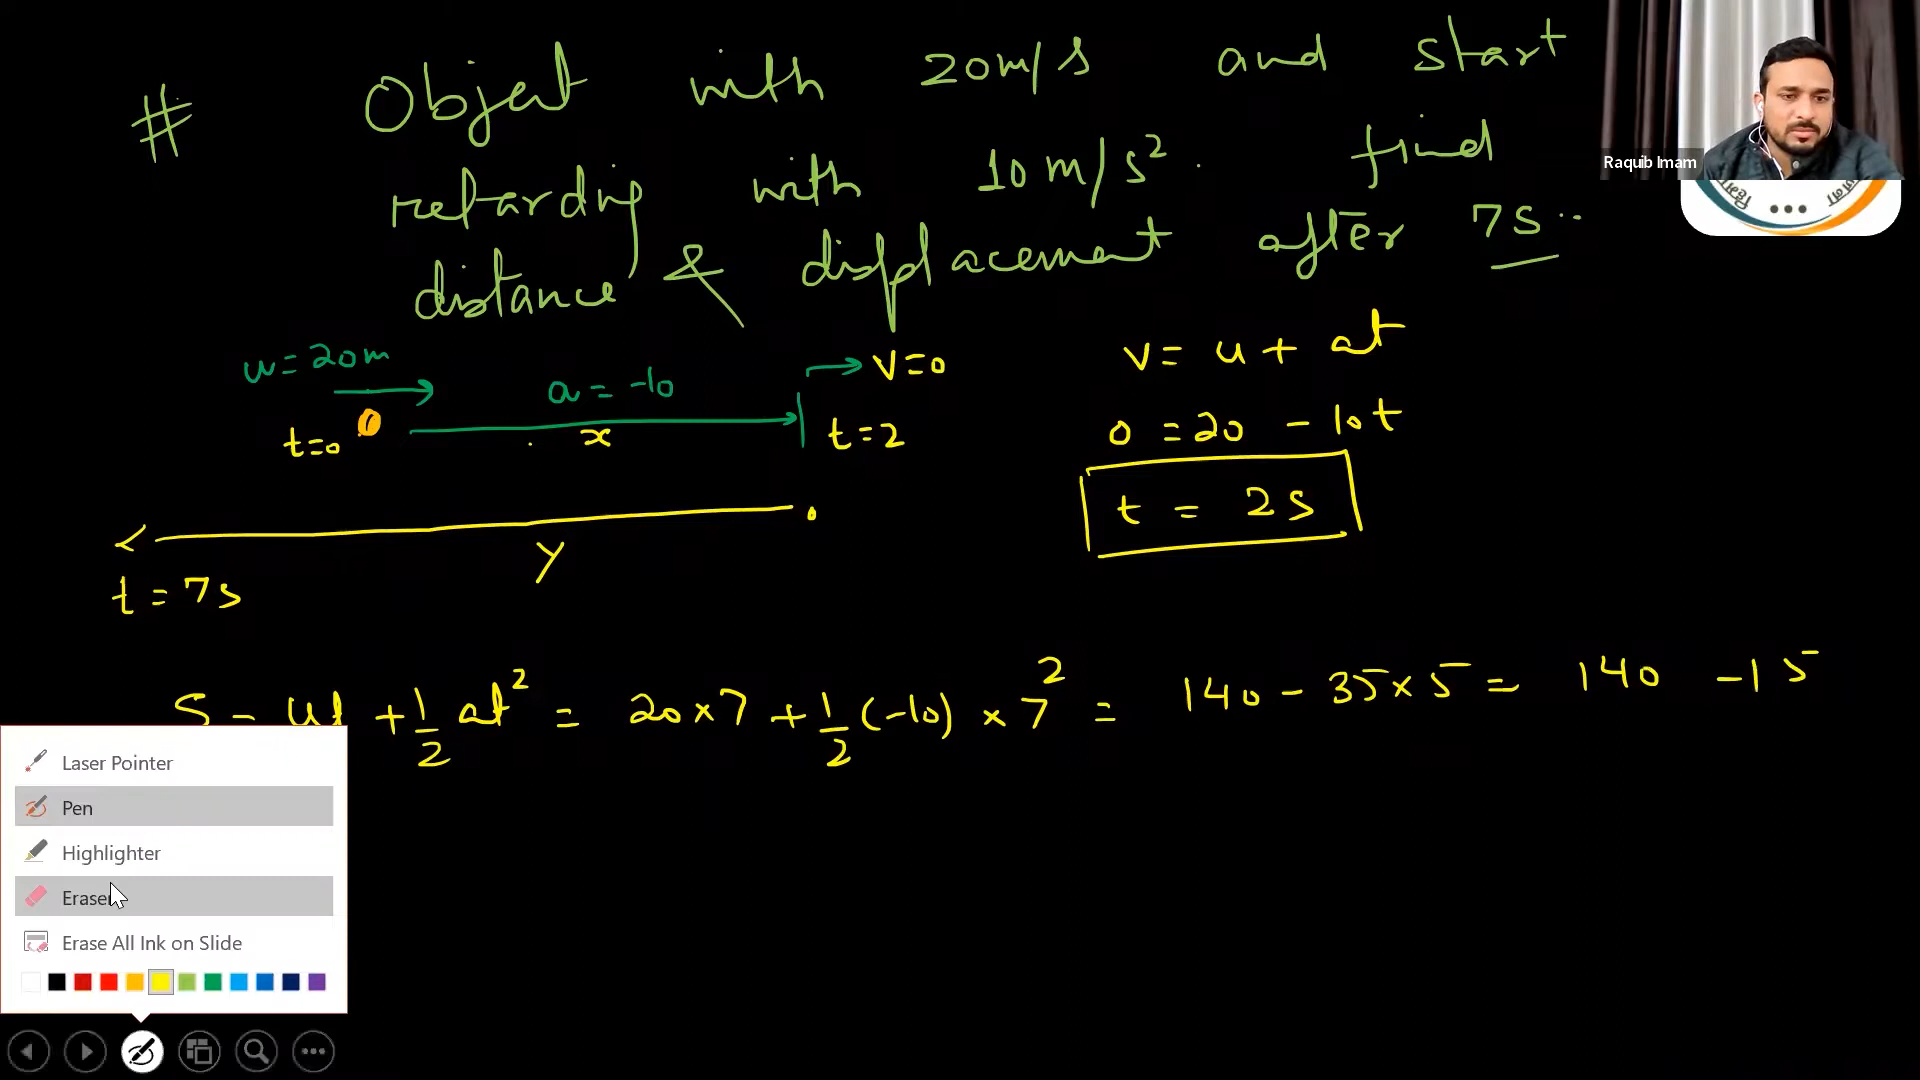 # Object with 20m/s and start
retarding with 10m/s². find
distance & displacement after 7s..
Raquib Imam
u=20m
a = -10
V=0
t=0
x
t=2
V= u + at
0 = 20 - 10t
t = 2s
y
t = 7s
S = ut + 1/2 at² = 20×7 + 1/2 (-10) × 7² = 140 - 35×5 = 140 - 15
Laser Pointer
Pen
Highlighter
Eraser
Erase All Ink on Slide